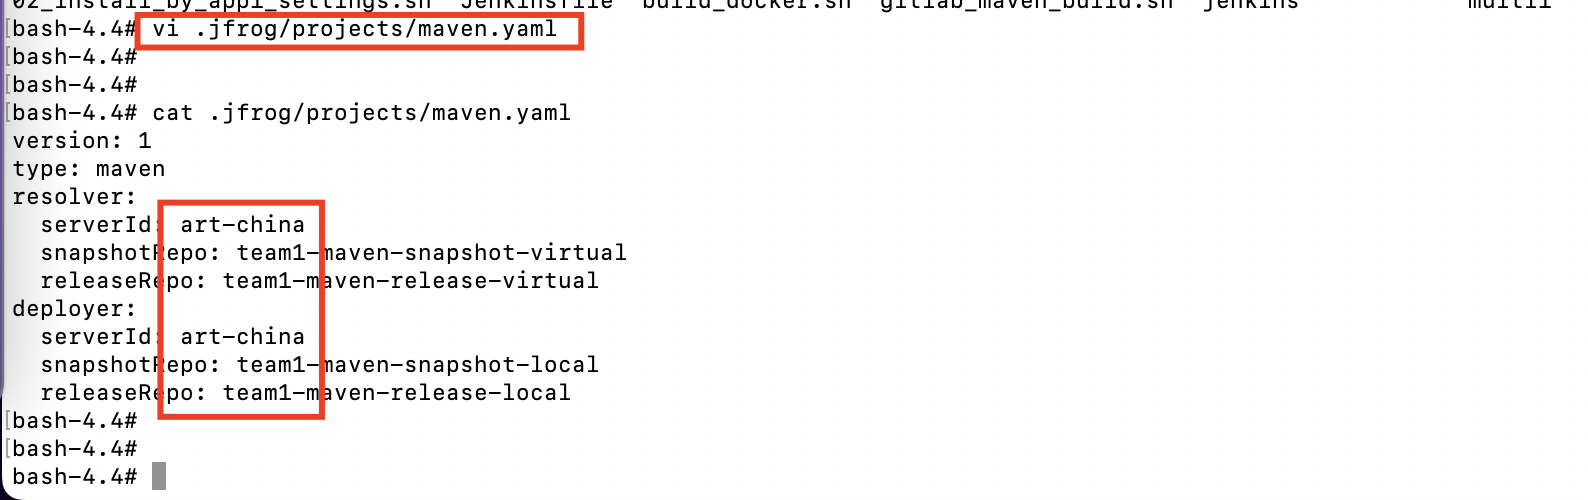 02_install_by_appl_settings.sh Jenkinsfile build_docker.sh gitlab_maven_build.sh jenkins
[bash-4.4# vi .jfrog/projects/maven.yaml
[bash-4.4#
[bash-4.4#
[bash-4.4# cat .jfrog/projects/maven.yaml
version: 1
type: maven
resolver:
  serverId: art-china
  snapshotRepo: team1-maven-snapshot-virtual
  releaseRepo: team1-maven-release-virtual
deployer:
  serverId: art-china
  snapshotRepo: team1-maven-snapshot-local
  releaseRepo: team1-maven-release-local
[bash-4.4#
[bash-4.4#
bash-4.4#